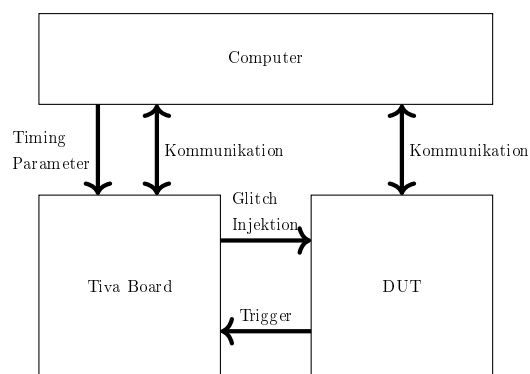 Computer
Timing
Parameter
Kommunikation
Kommunikation
Glitch
Injektion
Tiva Board
DUT
Trigger